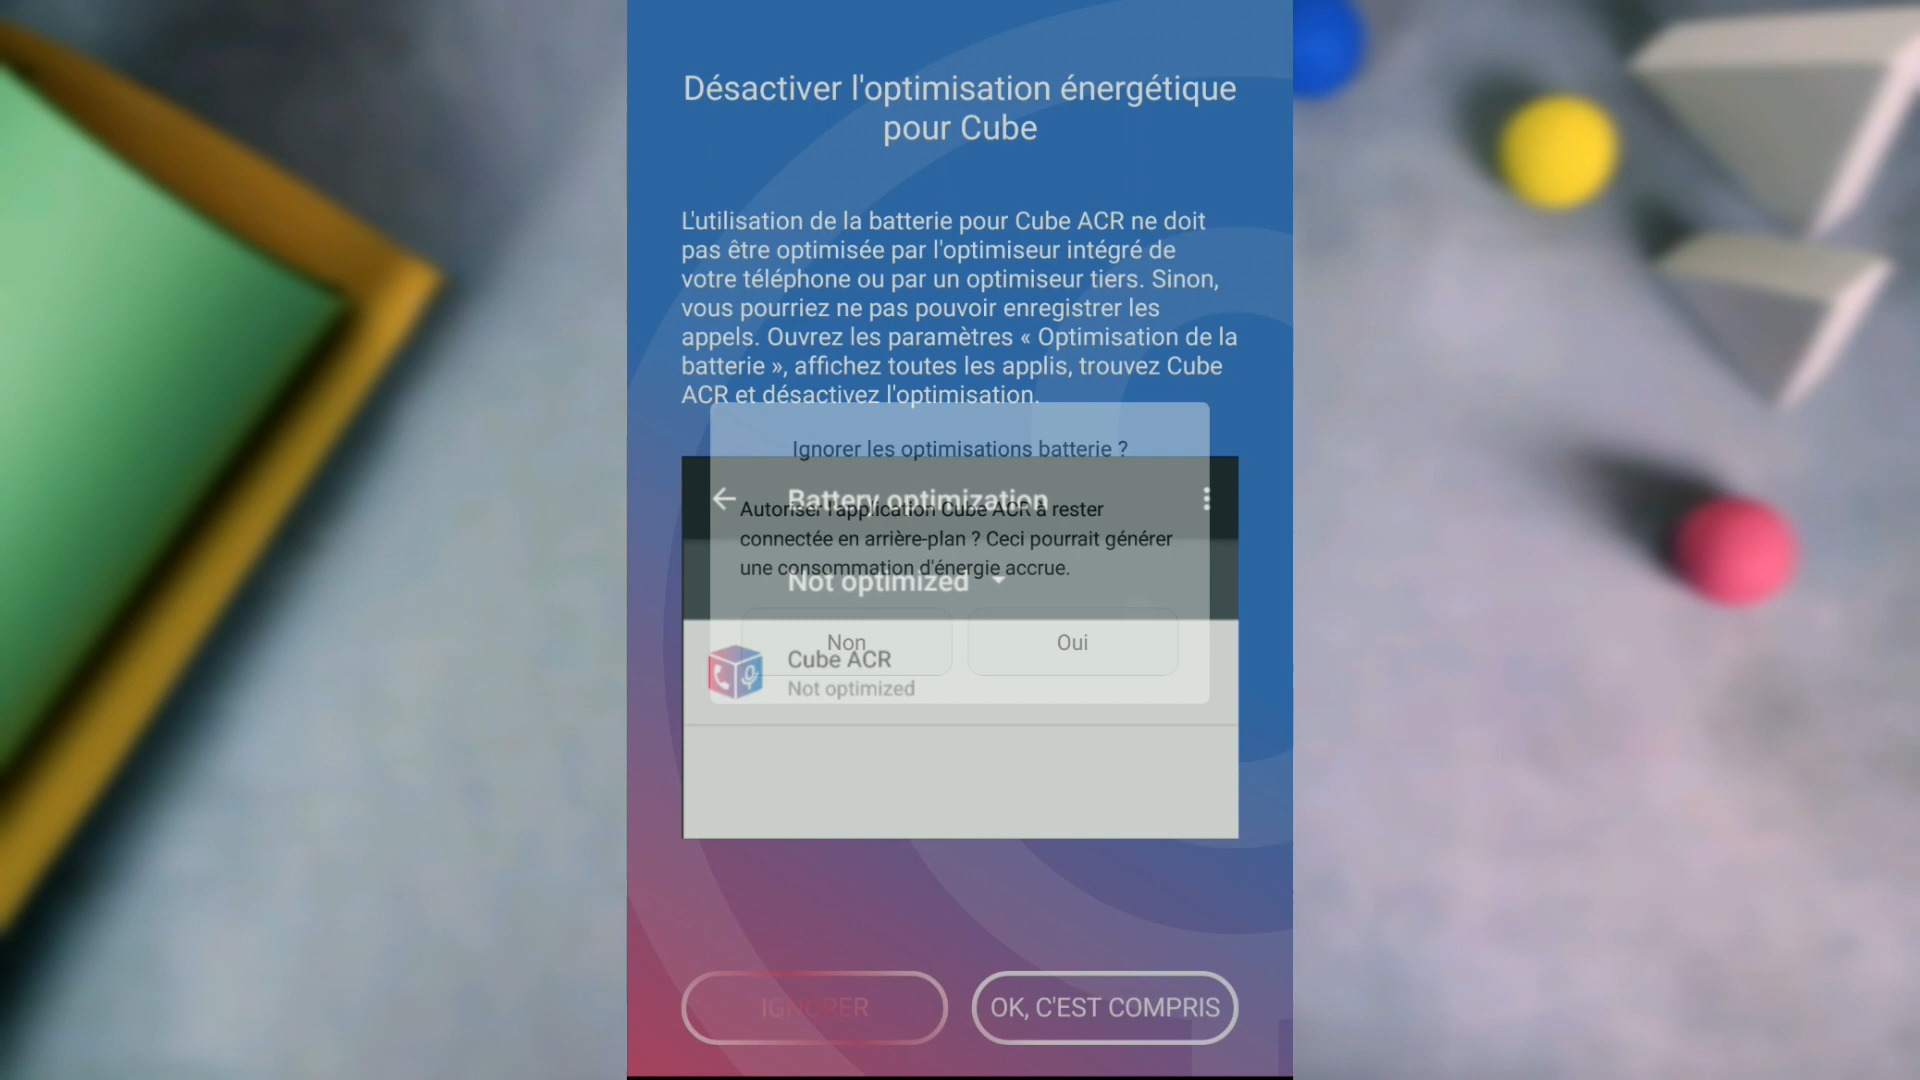 Désactiver l'optimisation énergétique
pour Cube
L'utilisation de la batterie pour Cube ACR ne doit
pas être optimisée par l'optimiseur intégré de
votre téléphone ou par un optimiseur tiers. Sinon,
vous pourriez ne pas pouvoir enregistrer les
appels. Ouvrez les paramètres « Optimisation de la
batterie », affichez toutes les applis, trouvez Cube
ACR et désactivez l'optimisation.
Ignorer les optimisations batterie ?
Battery optimization
Autoriser l'application Cube ACR à rester
connectée en arrière-plan ? Ceci pourrait générer
une consommation d'énergie accrue.
Not optimized
Non
Oui
Cube ACR
Not optimized
IGNORER
OK, C'EST COMPRIS